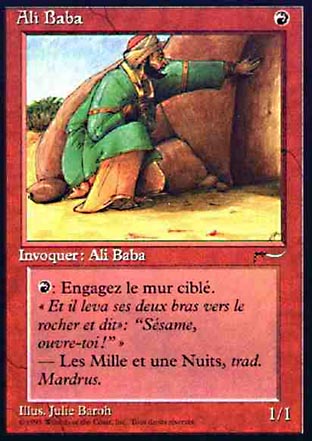 Ali Baba
Invoquer: Ali Baba
: Engagez le mur ciblé.
« Et il leva ses deux bras vers le
rocher et dit»: “Sésame,
ouvre-toi!” »
— Les Mille et une Nuits, trad.
Mardrus.
Illus. Julie Baroh
1/1